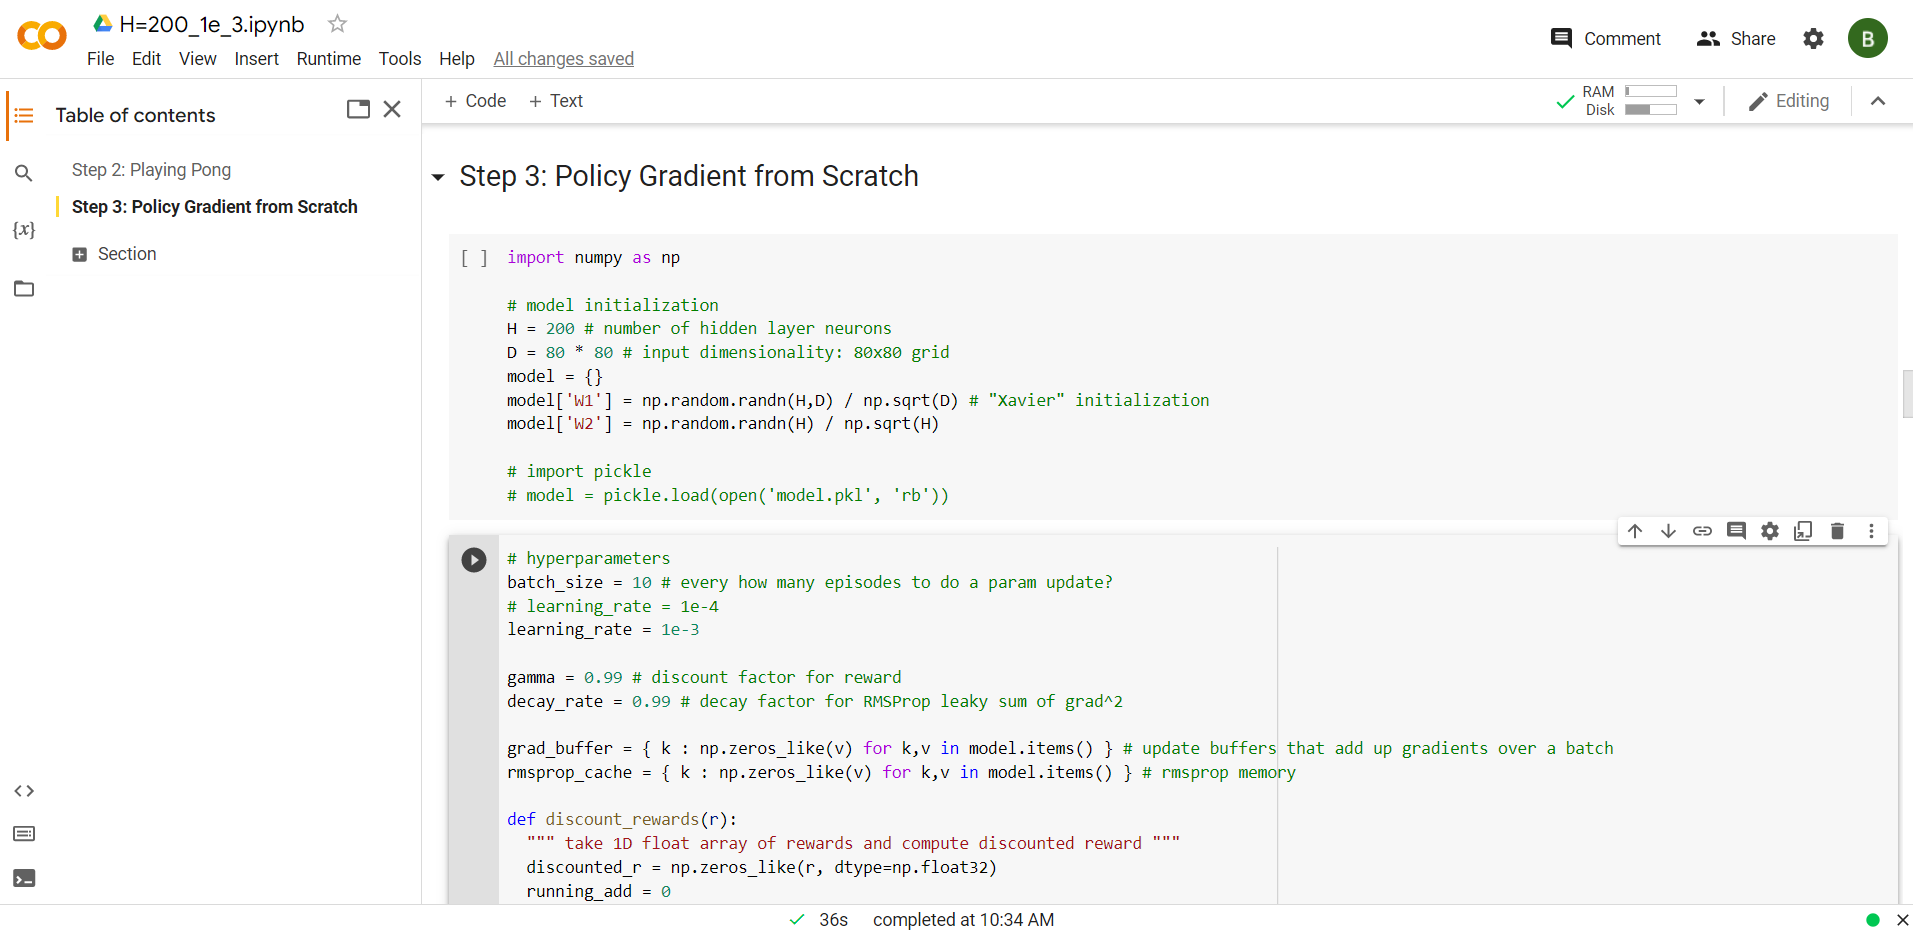 H=200_1e_3.ipynb
File Edit View Insert Runtime Tools Help All changes saved
Comment Share B
Table of contents
Step 2: Playing Pong
Step 3: Policy Gradient from Scratch
Section
{x}
+ Code + Text
RAM
Disk
Editing
Step 3: Policy Gradient from Scratch
[ ] import numpy as np
# model initialization
H = 200 # number of hidden layer neurons
D = 80 * 80 # input dimensionality: 80x80 grid
model = {}
model['W1'] = np.random.randn(H,D) / np.sqrt(D) # "Xavier" initialization
model['W2'] = np.random.randn(H) / np.sqrt(H)
# import pickle
# model = pickle.load(open('model.pkl', 'rb'))
# hyperparameters
batch_size = 10 # every how many episodes to do a param update?
# learning_rate = 1e-4
learning_rate = 1e-3
gamma = 0.99 # discount factor for reward
decay_rate = 0.99 # decay factor for RMSProp leaky sum of grad^2
grad_buffer = { k : np.zeros_like(v) for k,v in model.items() } # update buffers that add up gradients over a batch
rmsprop_cache = { k : np.zeros_like(v) for k,v in model.items() } # rmsprop memory
def discount_rewards(r):
""" take 1D float array of rewards and compute discounted reward """
discounted_r = np.zeros_like(r, dtype=np.float32)
running_add = 0
36s completed at 10:34 AM